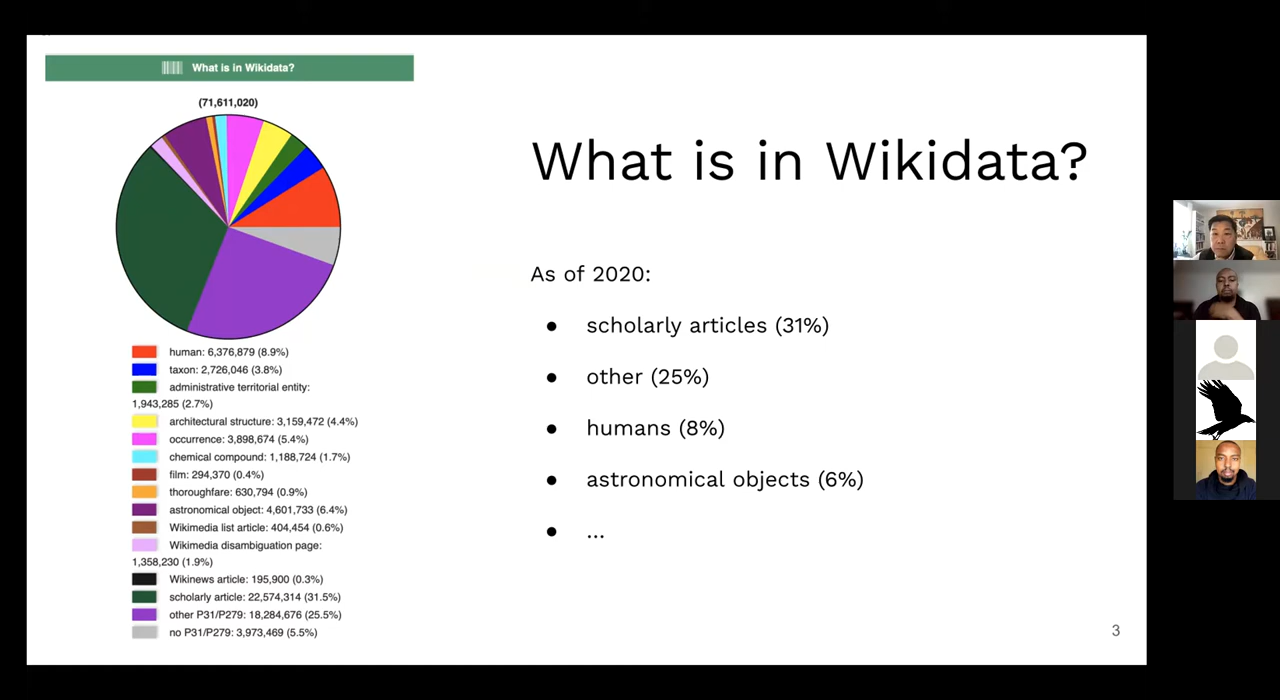 What is in Wikidata?
(71,611,020)
human: 6,376,879 (8.9%)
taxon: 2,726,046 (3.8%)
administrative territorial entity:
1,943,285 (2.7%)
architectural structure: 3,159,472 (4.4%)
occurrence: 3,898,674 (5.4%)
chemical compound: 1,188,724 (1.7%)
film: 294,370 (0.4%)
thoroughfare: 630,794 (0.9%)
astronomical object: 4,601,733 (6.4%)
Wikimedia list article: 404,454 (0.6%)
Wikimedia disambiguation page:
1,358,230 (1.9%)
Wikinews article: 195,900 (0.3%)
scholarly article: 22,574,314 (31.5%)
other P31/P279: 18,284,676 (25.5%)
no P31/P279: 3,973,469 (5.5%)
What is in Wikidata?
As of 2020:
● scholarly articles (31%)
● other (25%)
● humans (8%)
● astronomical objects (6%)
● ...
3